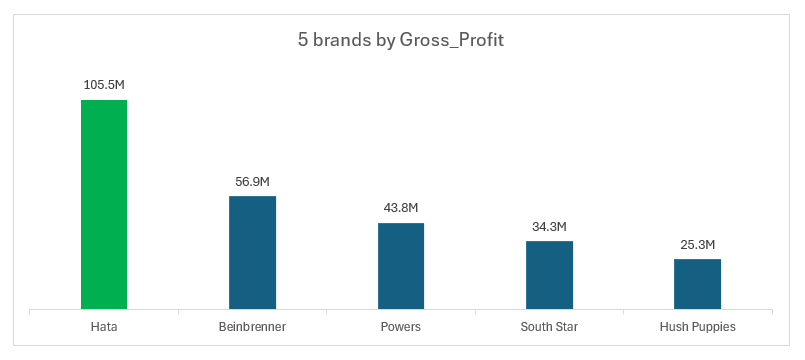 5 brands by Gross_Profit
105.5M
56.9M
43.8M
34.3M
25.3M
Hata
Beinbrenner
Powers
South Star
Hush Puppies